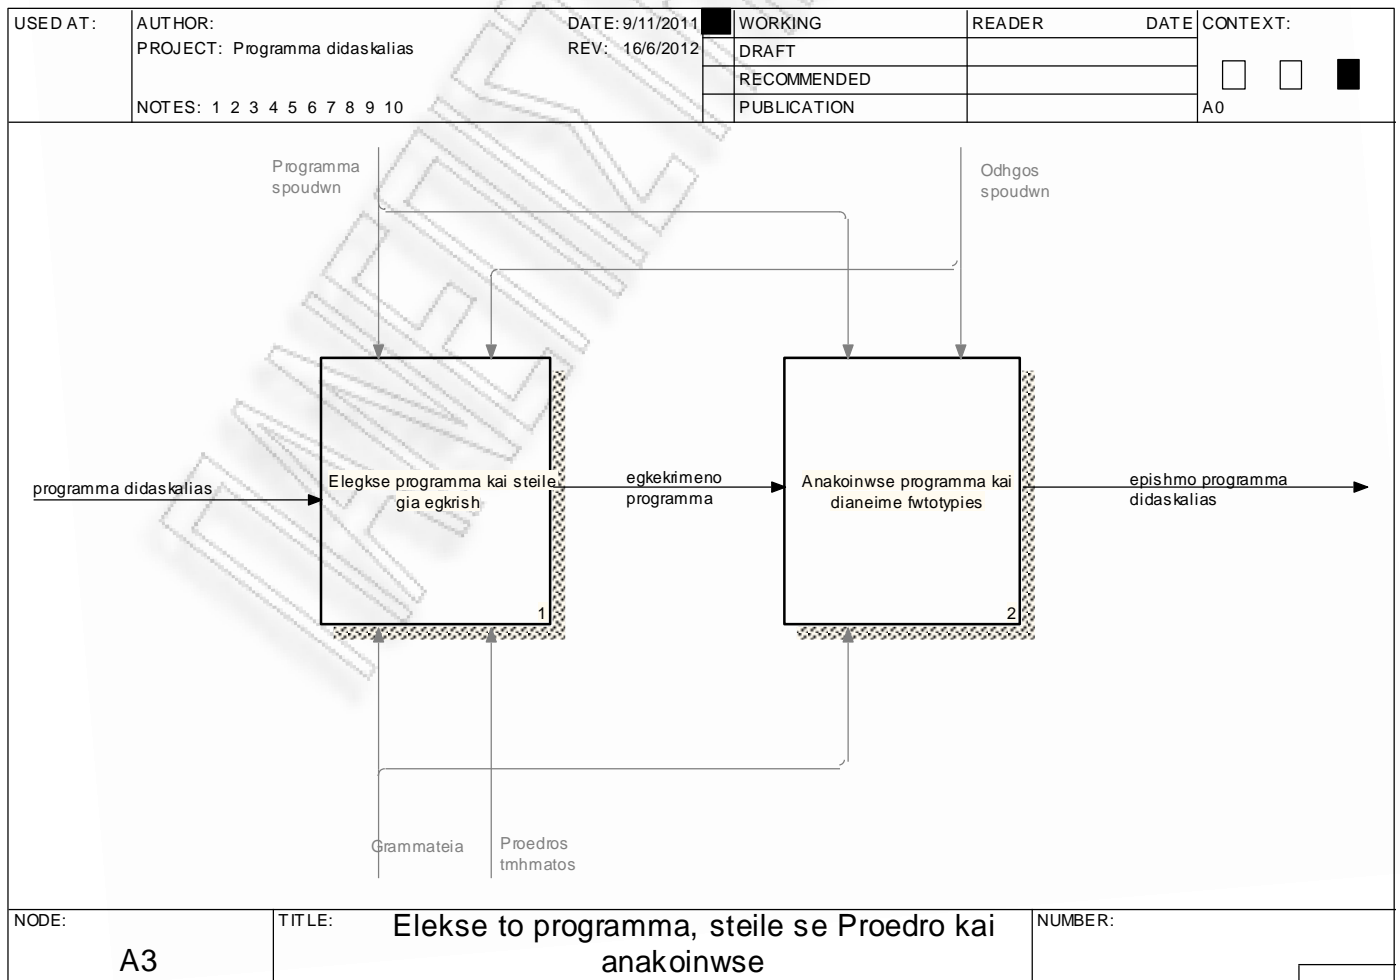 USED AT:
AUTHOR:
DATE: 9/11/2011
WORKING
READER
DATE
CONTEXT:
PROJECT: Programma didaskalias
REV: 16/6/2012
DRAFT
RECOMMENDED
NOTES: 1 2 3 4 5 6 7 8 9 10
PUBLICATION
A0
Programma
spoudwn
Odhgos
spoudwn
programma didaskalias
Elegkse programma kai steile
gia egkrish
1
egkekrimeno
programma
Anakoinwse programma kai
dianeime fwtotypies
2
epishmo programma
didaskalias
Grammateia
Proedros
tmhmatos
NODE:
A3
TITLE:
Elekse to programma, steile se Proedro kai
anakoinwse
NUMBER: